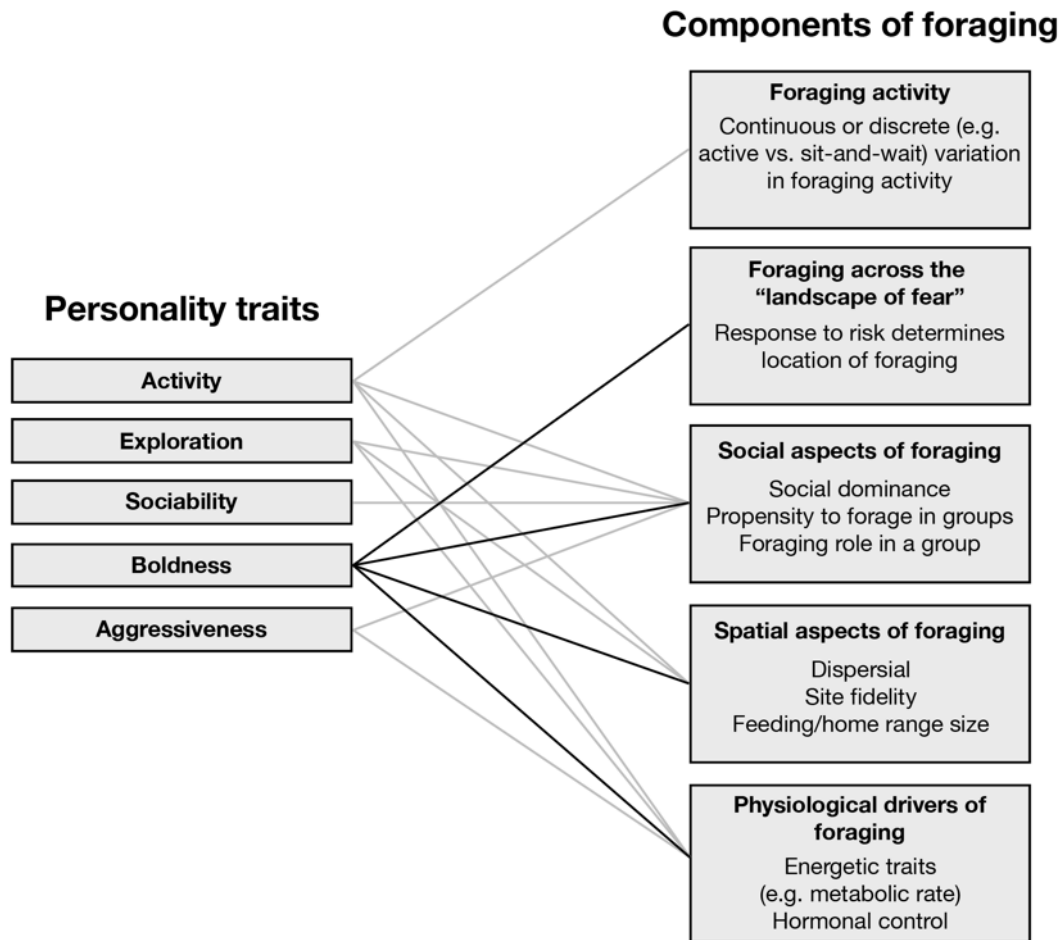 Components of foraging
Foraging activity
Continuous or discrete (e.g.
active vs. sit-and-wait) variation
in foraging activity
Foraging across the
“landscape of fear”
Response to risk determines
location of foraging
Personality traits
Activity
Exploration
Sociability
Boldness
Aggressiveness
Social aspects of foraging
Social dominance
Propensity to forage in groups
Foraging role in a group
Spatial aspects of foraging
Dispersial
Site fidelity
Feeding/home range size
Physiological drivers of
foraging
Energetic traits
(e.g. metabolic rate)
Hormonal control